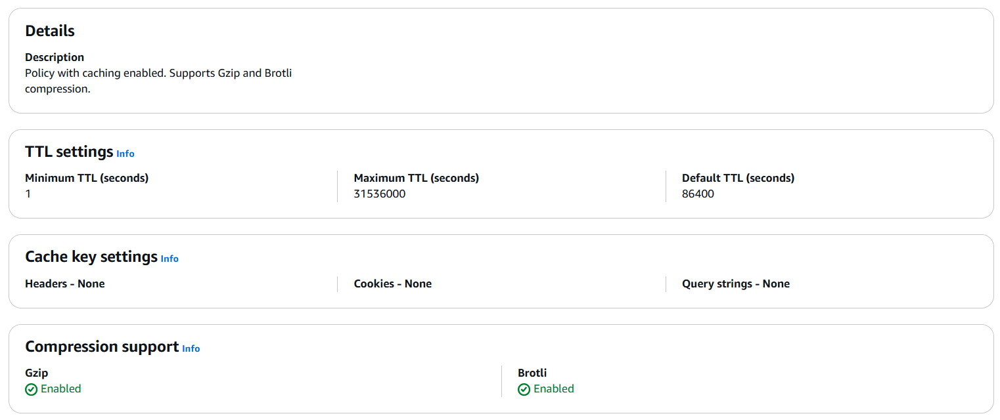 Details
Description
Policy with caching enabled. Supports Gzip and Brotli
compression.
TTL settings Info
Minimum TTL (seconds)
1
Maximum TTL (seconds)
31536000
Default TTL (seconds)
86400
Cache key settings Info
Headers - None
Cookies - None
Query strings - None
Compression support Info
Gzip
Enabled
Brotli
Enabled